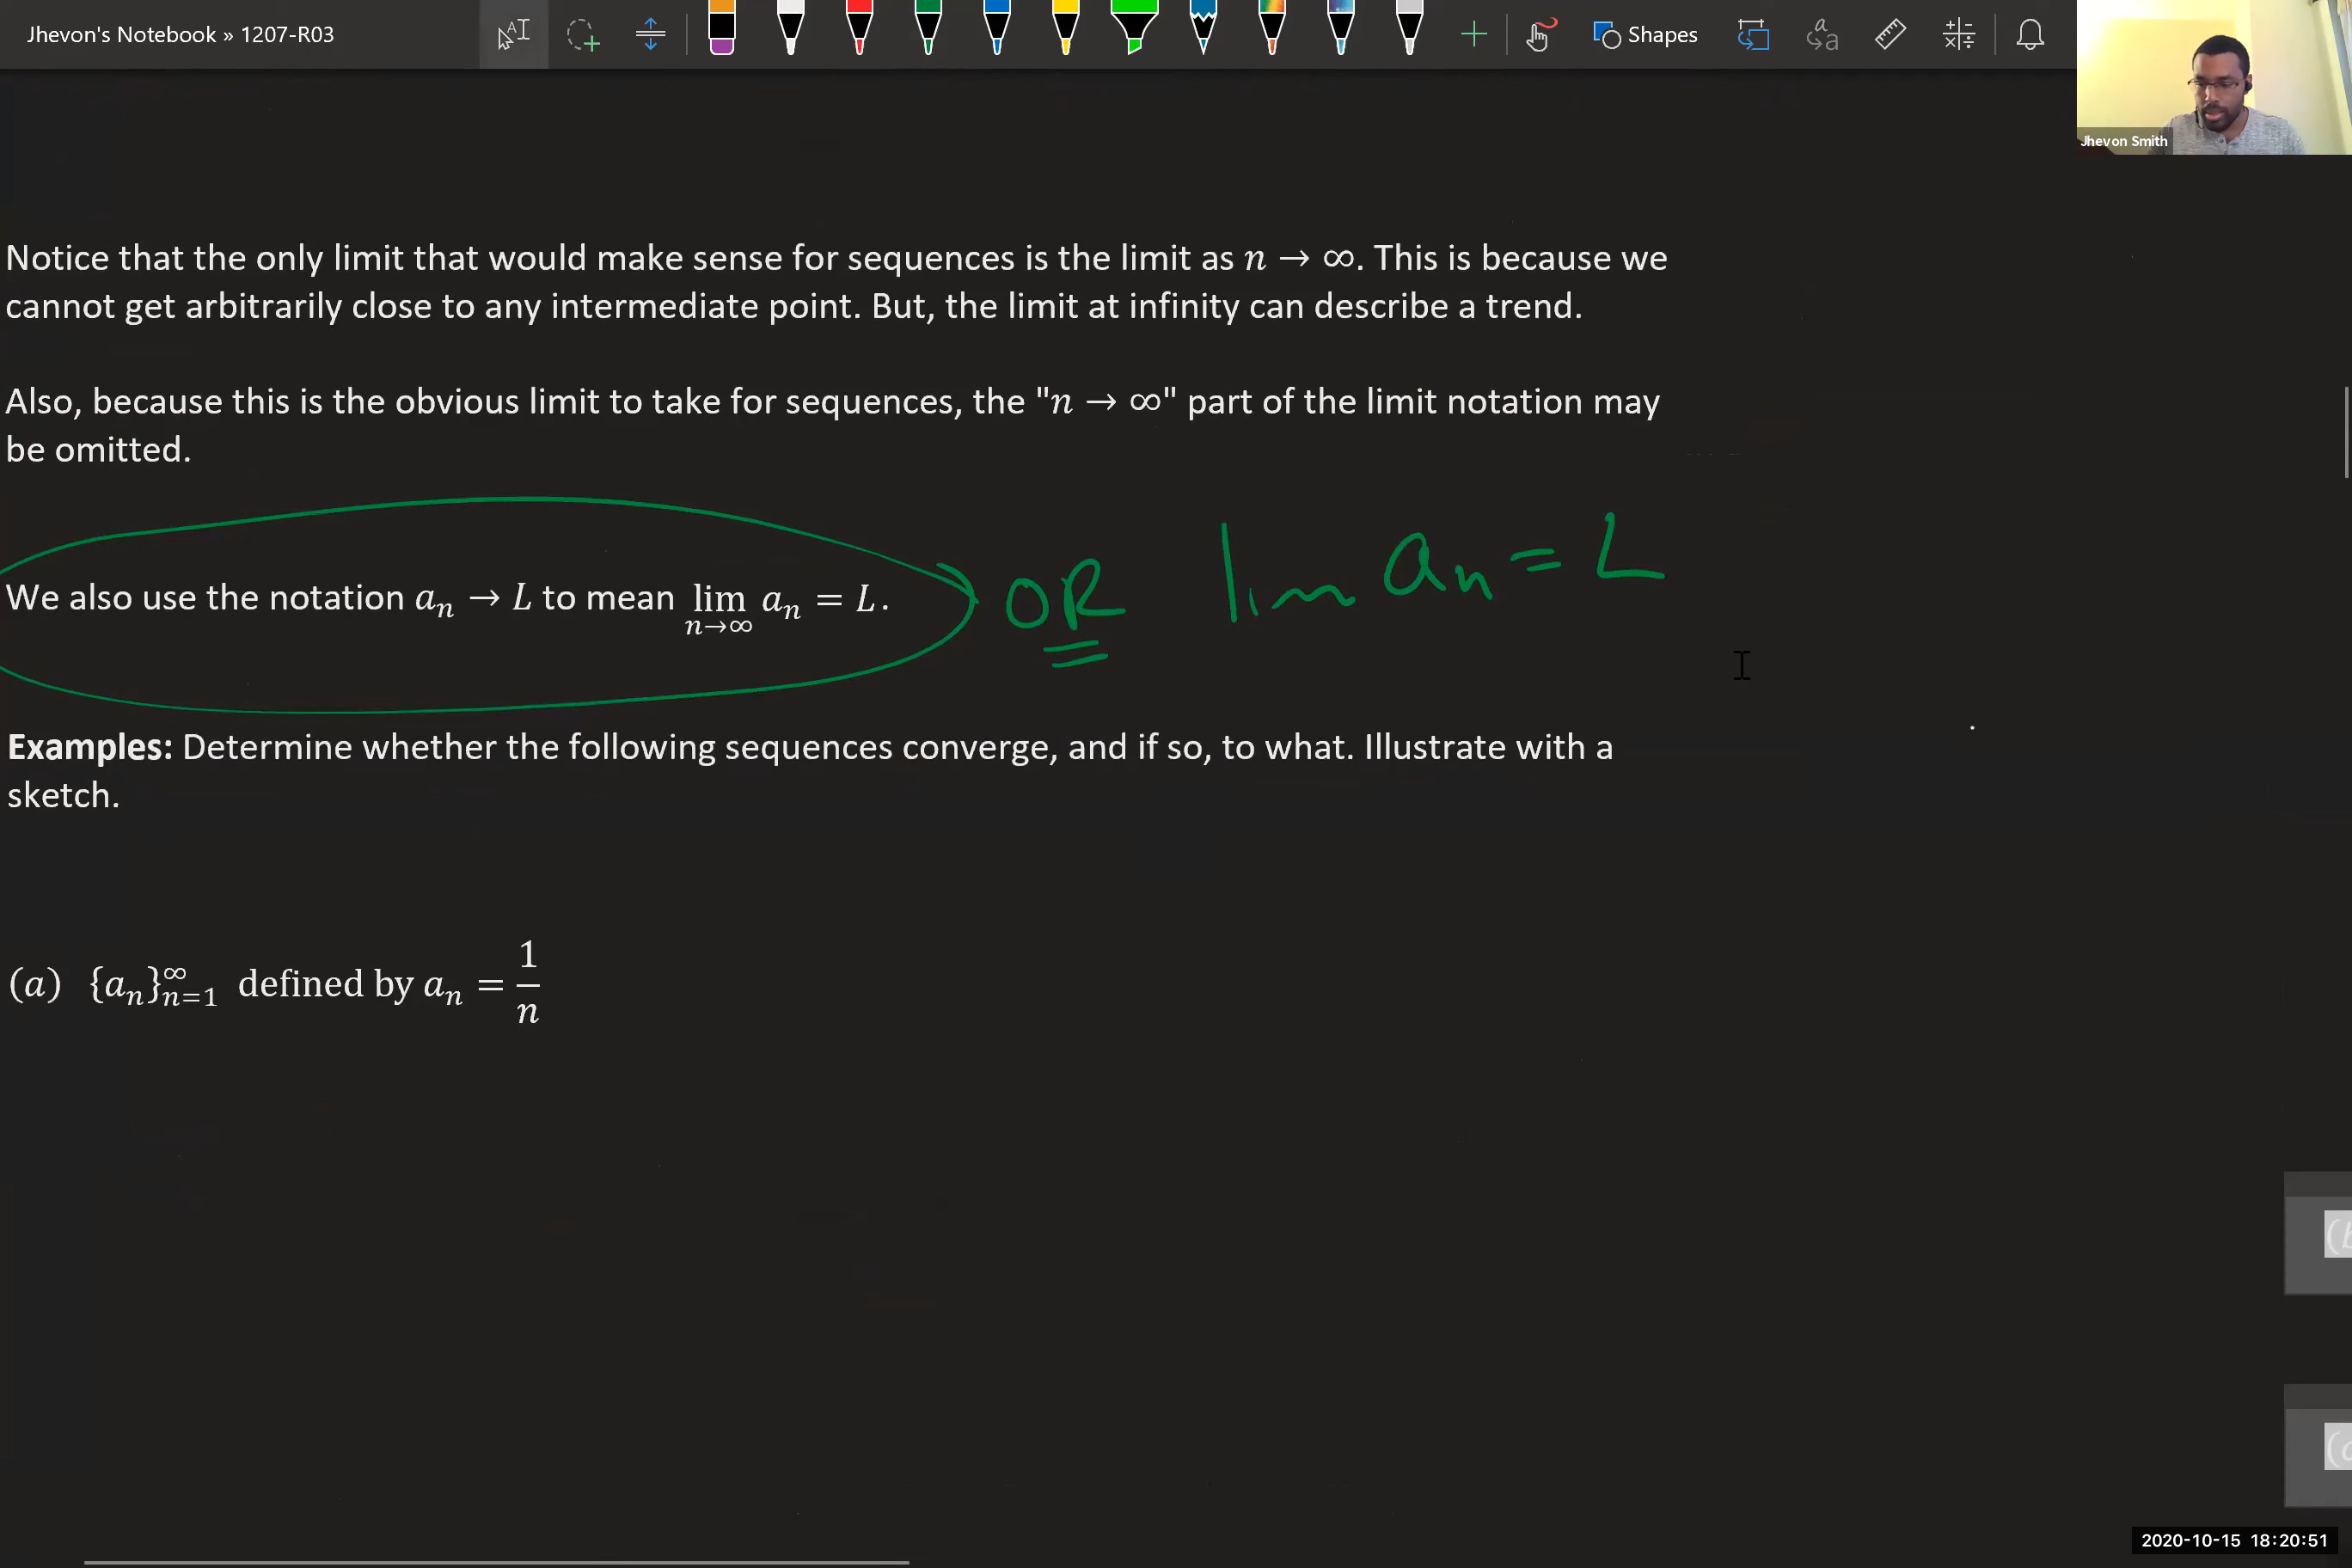 Jhevon's Notebook » 1207-R03
Shapes
Jhevon Smith
Notice that the only limit that would make sense for sequences is the limit as n → ∞. This is because we
cannot get arbitrarily close to any intermediate point. But, the limit at infinity can describe a trend.
Also, because this is the obvious limit to take for sequences, the "n → ∞" part of the limit notation may
be omitted.
We also use the notation aₙ → L to mean lim aₙ = L.
n→∞
OR lim aₙ = L
Examples: Determine whether the following sequences converge, and if so, to what. Illustrate with a
sketch.
(a) {aₙ}∞n=1 defined by aₙ = 1/n
2020-10-15 18:20:51